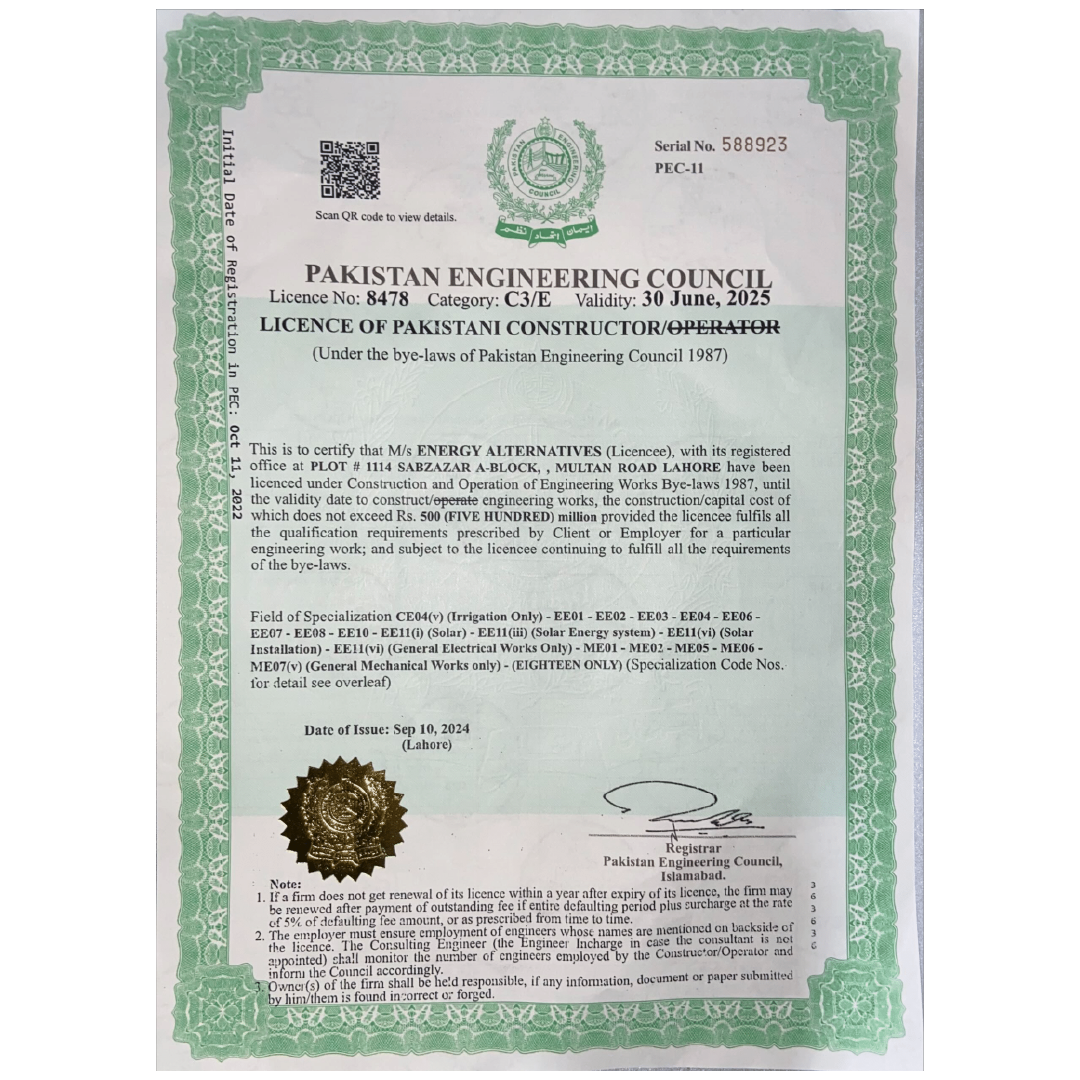 Initial Date of Registration in PEC: Oct 11, 2022
Scan QR code to view details.
PAKISTAN ENGINEERING
COUNCIL
ایمان اتحاد نظم
Serial No. 588923
PEC-11
PAKISTAN ENGINEERING COUNCIL
Licence No: 8478 Category: C3/E Validity: 30 June, 2025
LICENCE OF PAKISTANI CONSTRUCTOR/OPERATOR
(Under the bye-laws of Pakistan Engineering Council 1987)
This is to certify that M/s ENERGY ALTERNATIVES (Licencee), with its registered
office at PLOT # 1114 SABZAZAR A-BLOCK, , MULTAN ROAD LAHORE have been
licenced under Construction and Operation of Engineering Works Bye-laws 1987, until
the validity date to construct/operate engineering works, the construction/capital cost of
which does not exceed Rs. 500 (FIVE HUNDRED) million provided the licencee fulfils all
the qualification requirements prescribed by Client or Employer for a particular
engineering work; and subject to the licencee continuing to fulfill all the requirements
of the bye-laws.
Field of Specialization CE04(v) (Irrigation Only) - EE01 - EE02 - EE03 - EE04 - EE06 -
EE07 - EE08 - EE10 - EE11(i) (Solar) - EE11(iii) (Solar Energy system) - EE11(vi) (Solar
Installation) - EE11(vi) (General Electrical Works Only) - ME01 - ME02 - ME05 - ME06 -
ME07(v) (General Mechanical Works only) - (EIGHTEEN ONLY) (Specialization Code Nos.
for detail see overleaf)
Date of Issue: Sep 10, 2024
(Lahore)
Registrar
Pakistan Engineering Council,
Islamabad.
Note:
1. If a firm does not get renewal of its licence within a year after expiry of its licence, the firm may
be renewed after payment of outstanding fee if entire defaulting period plus surcharge at the rate
of 5% of defaulting fee amount, or as prescribed from time to time.
2. The employer must ensure employment of engineers whose names are mentioned on backside of
the licence. The Consulting Engineer (the Engineer Incharge in case the consultant is not
appointed) shall monitor the number of engineers employed by the Constructor/Operator and
inform the Council accordingly.
3. Owner(s) of the firm shall be he'd responsible, if any information, document or paper submitted
by him/them is found incorrect or forged.
3
6
3
6
3
6